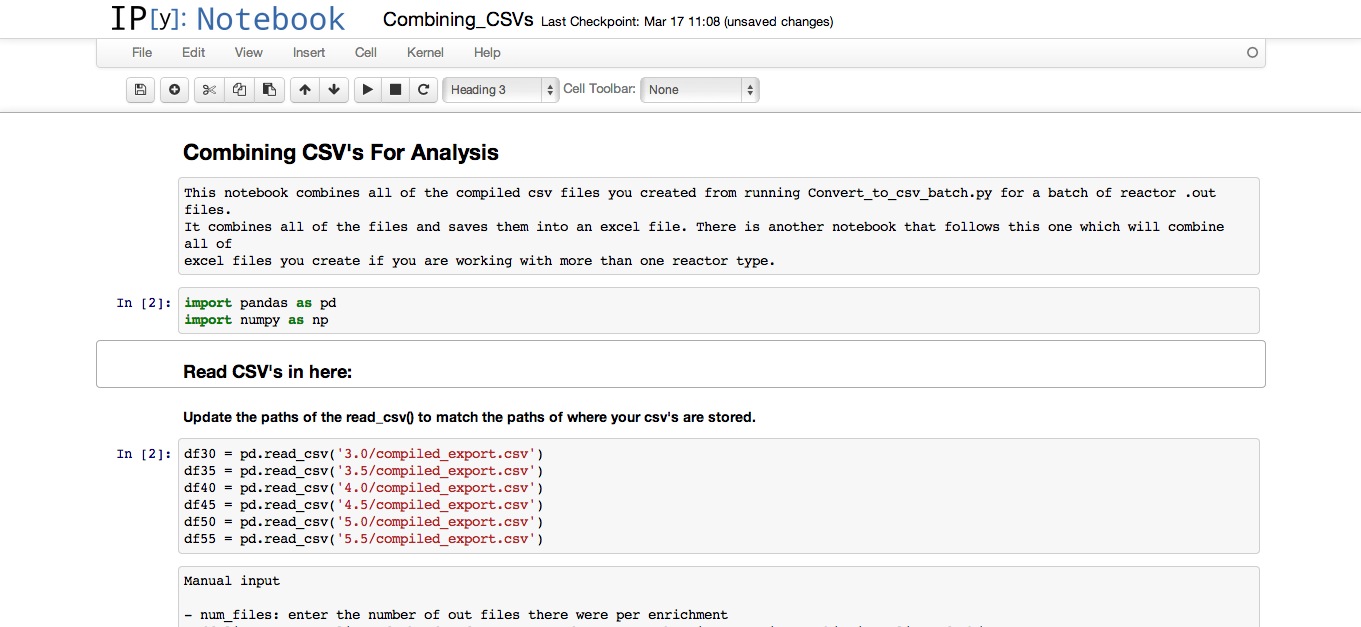 IP[y]: Notebook Combining_CSVs Last Checkpoint: Mar 17 11:08 (unsaved changes)
File Edit View Insert Cell Kernel Help
Heading 3 Cell Toolbar: None
Combining CSV's For Analysis
This notebook combines all of the compiled csv files you created from running Convert_to_csv_batch.py for a batch of reactor .out
files.
It combines all of the files and saves them into an excel file. There is another notebook that follows this one which will combine
all of
excel files you create if you are working with more than one reactor type.
In [2]: import pandas as pd
import numpy as np
Read CSV's in here:
Update the paths of the read_csv() to match the paths of where your csv's are stored.
In [2]: df30 = pd.read_csv('3.0/compiled_export.csv')
df35 = pd.read_csv('3.5/compiled_export.csv')
df40 = pd.read_csv('4.0/compiled_export.csv')
df45 = pd.read_csv('4.5/compiled_export.csv')
df50 = pd.read_csv('5.0/compiled_export.csv')
df55 = pd.read_csv('5.5/compiled_export.csv')
Manual input
- num_files: enter the number of out files there were per enrichment